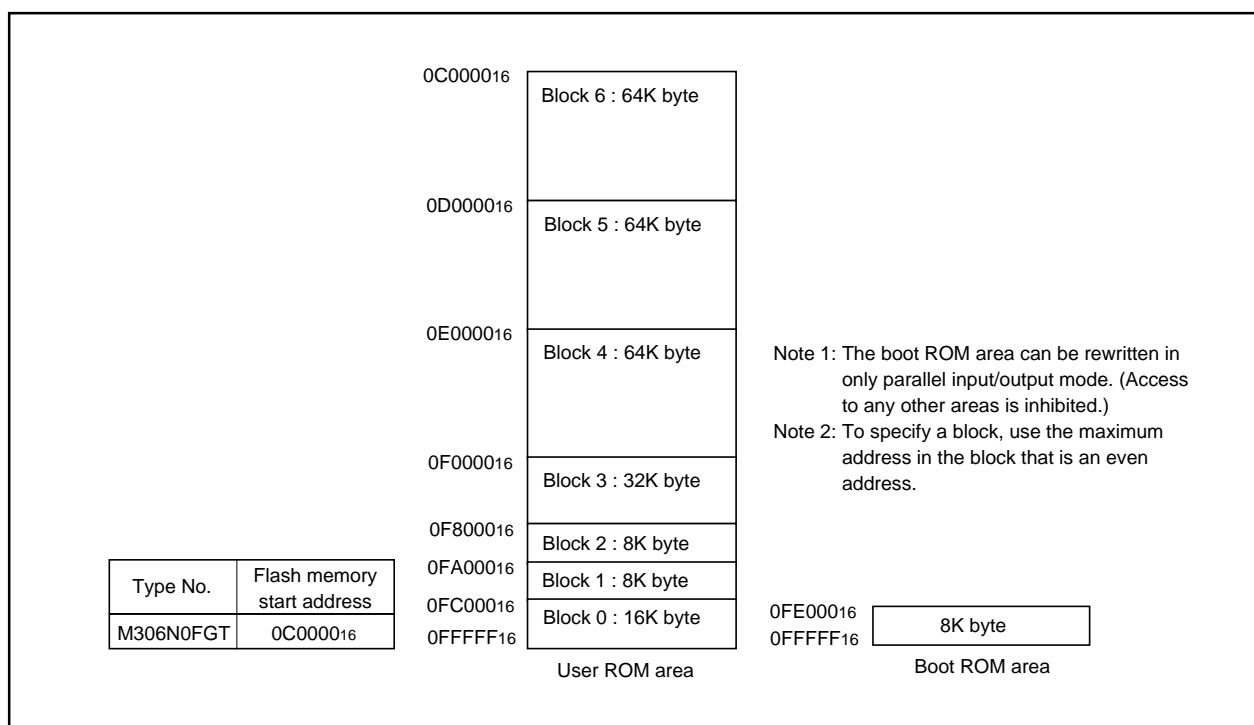 0C000016
Block 6 : 64K byte
0D000016
Block 5 : 64K byte
0E000016
Block 4 : 64K byte
Note 1: The boot ROM area can be rewritten in
only parallel input/output mode. (Access
to any other areas is inhibited.)
Note 2: To specify a block, use the maximum
address in the block that is an even
address.
0F000016
Block 3 : 32K byte
0F800016
Block 2 : 8K byte
0FA00016
Block 1 : 8K byte
0FC00016
Block 0 : 16K byte
0FFFFF16
User ROM area
Type No.
Flash memory
start address
M306N0FGT
0C000016
0FE00016
8K byte
0FFFFF16
Boot ROM area